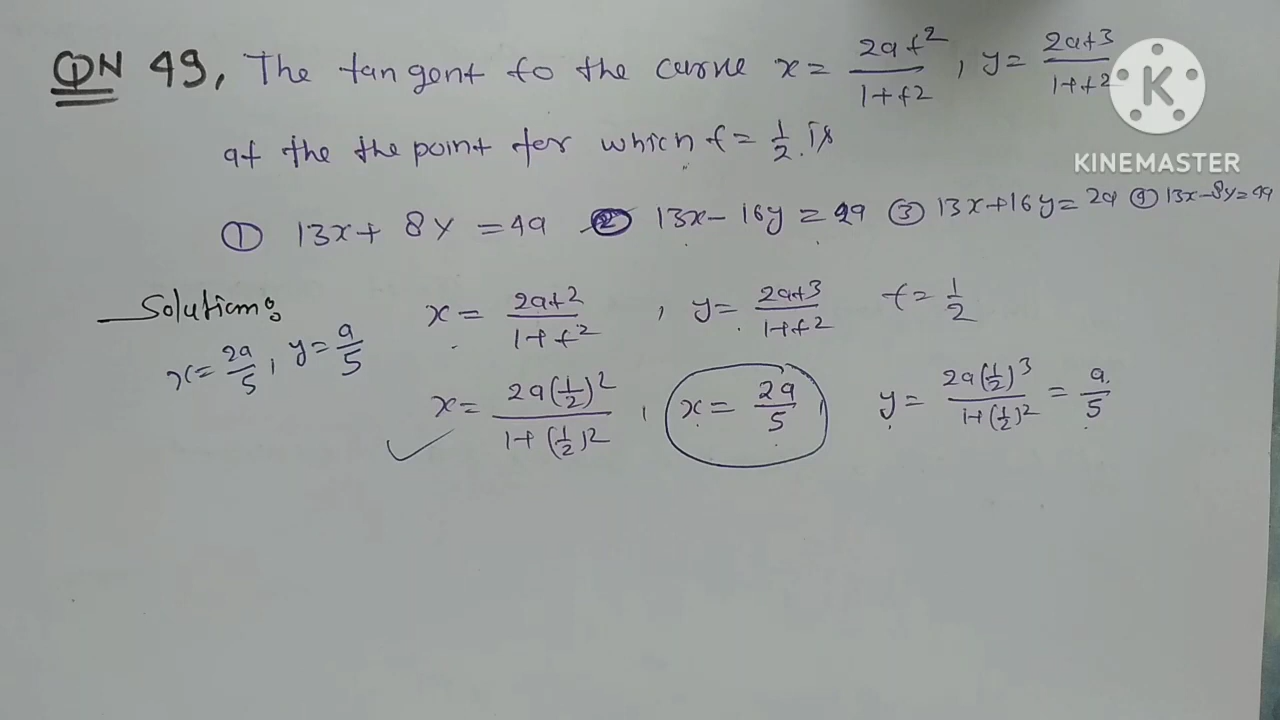 QN 49, The tangent to the curve x = 2at²/1+t², y = 2at3/1+t2
at the the point for which t = 1/2 is
① 13x + 8y = 4a ② 13x - 16y = 2a ③ 13x + 16y = 2a ④ 13x - 8y = 4a
K
KINEMASTER
Solution:
x = 2at2/1+t², y = 2at3/1+t2 t = 1/2
x = 2a/5, y = a/5
x = 2a(1/2)²/1+(1/2)2, x = 2a/5 y = 2a(1/2)³/1+(1/2)2 = a/5